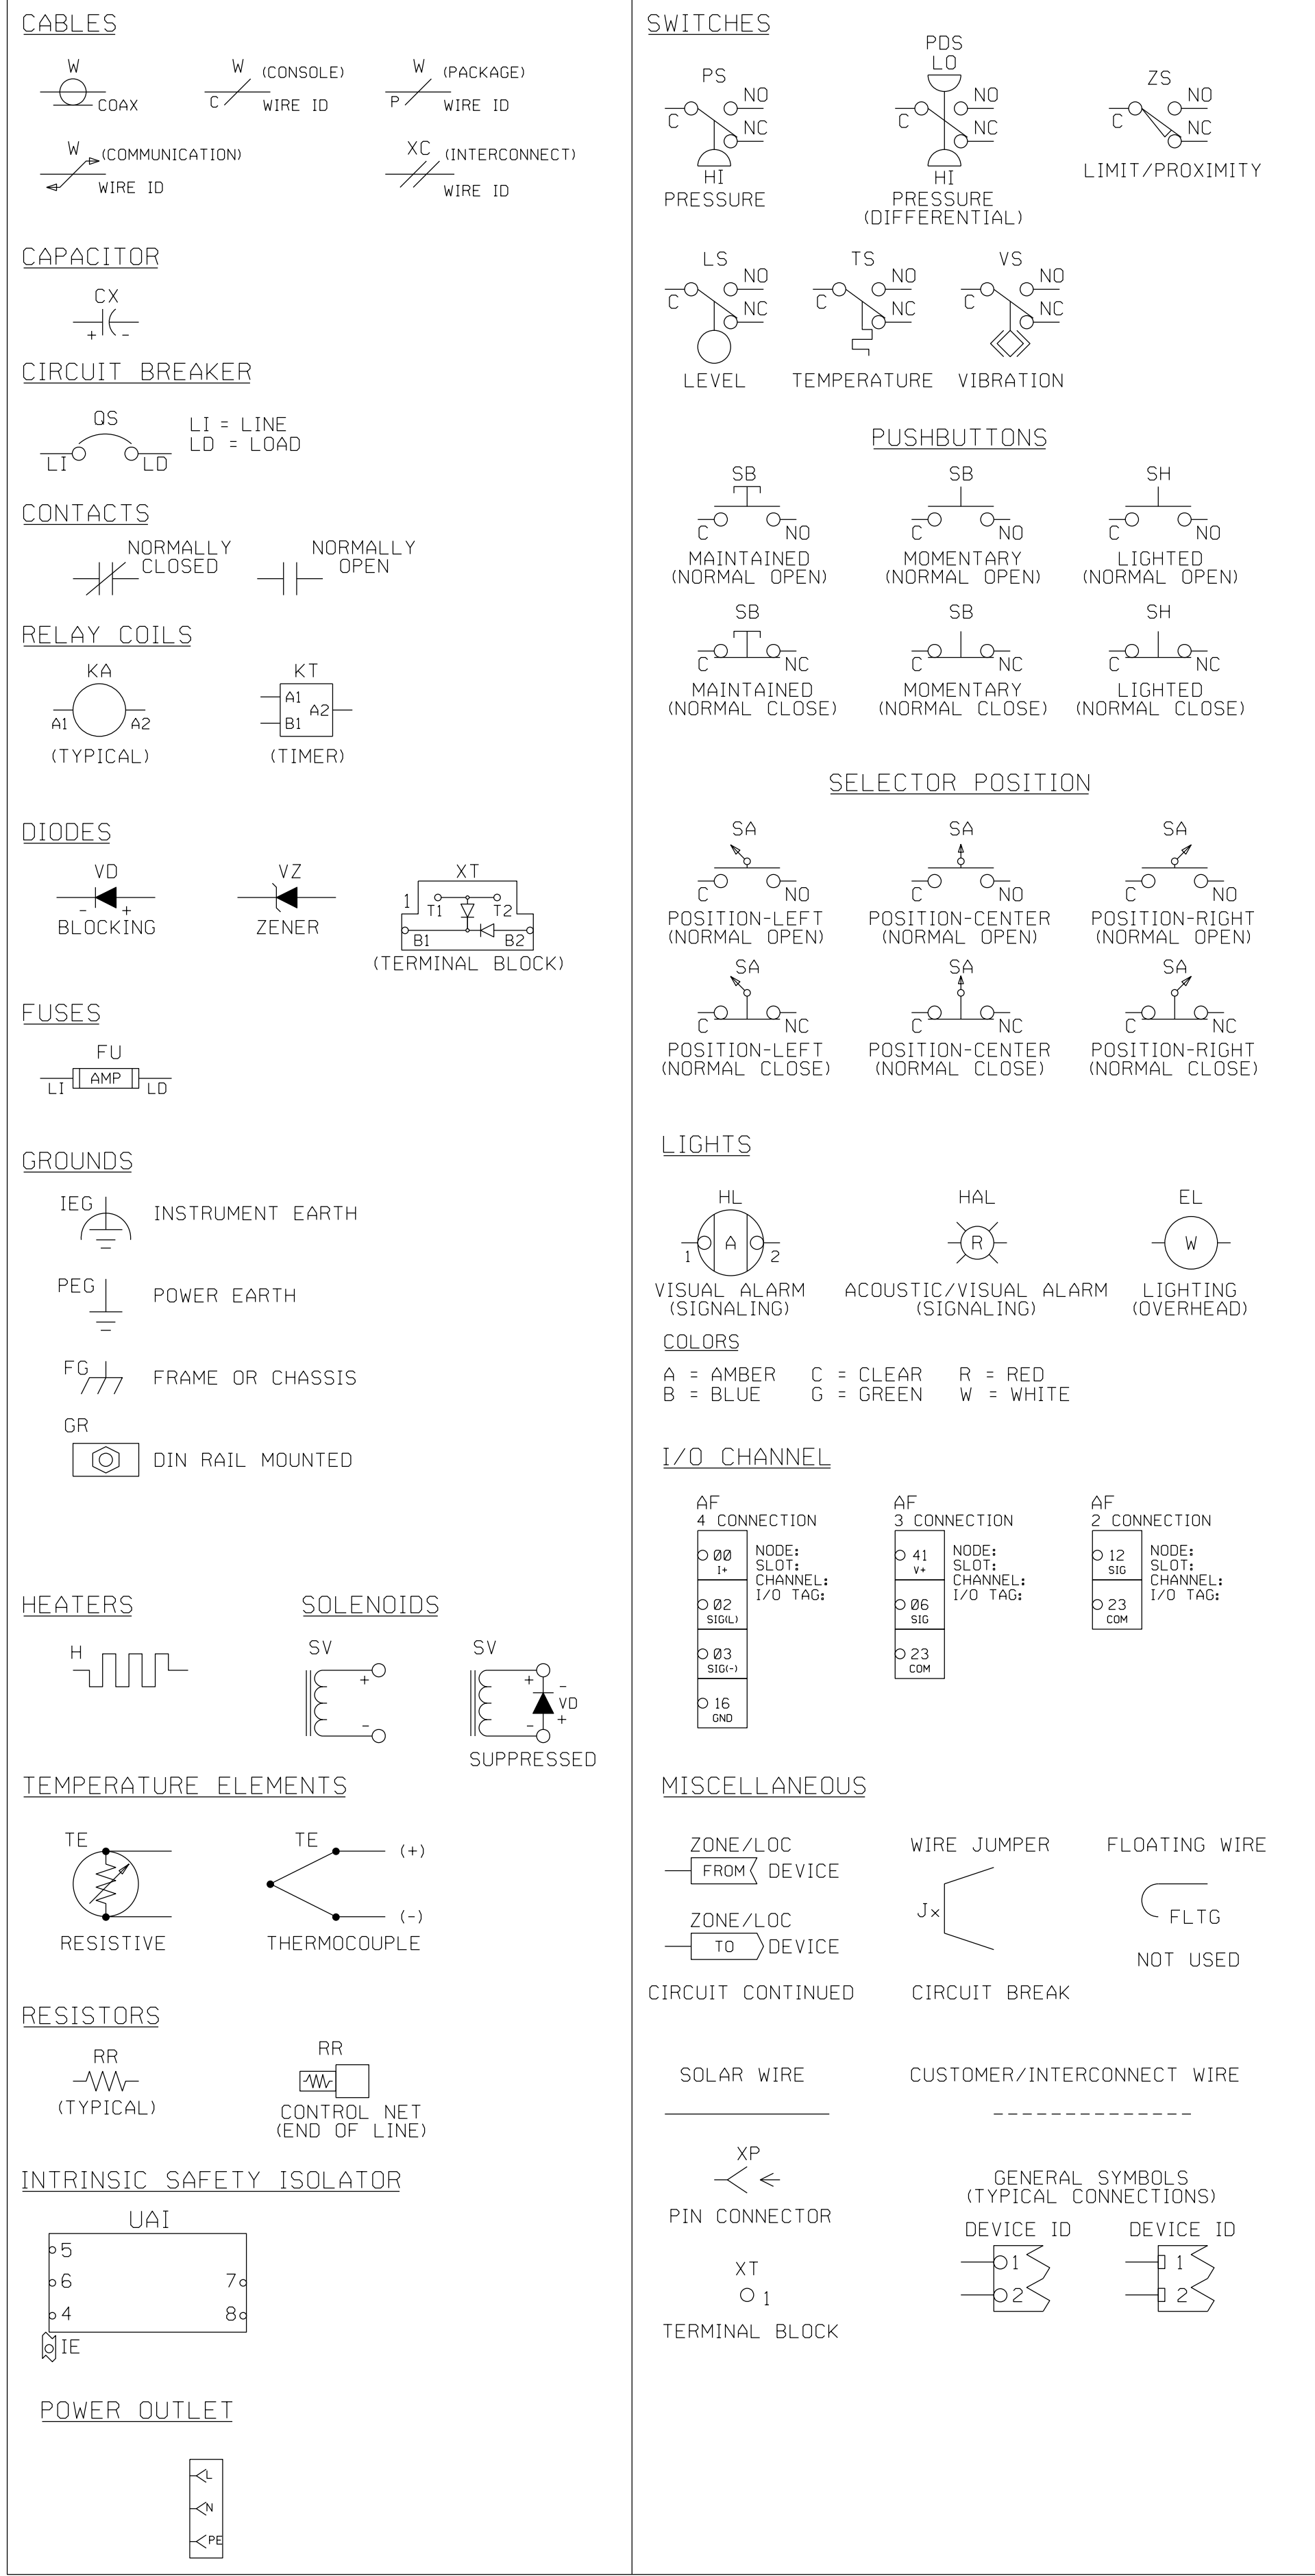 CABLES
W
COAX
W (CONSOLE)
C WIRE ID
W (PACKAGE)
P WIRE ID
W (COMMUNICATION)
WIRE ID
XC (INTERCONNECT)
WIRE ID
CAPACITOR
CX
+ -
CIRCUIT BREAKER
QS
LI LD
LI = LINE
LD = LOAD
CONTACTS
NORMALLY
CLOSED
NORMALLY
OPEN
RELAY COILS
KA
A1 A2
(TYPICAL)
KT
A1
A2
B1
(TIMER)
DIODES
VD
- +
BLOCKING
VZ
ZENER
XT
1
T1 T2
B1 B2
(TERMINAL BLOCK)
FUSES
FU
AMP
LI LD
GROUNDS
IEG
INSTRUMENT EARTH
PEG
POWER EARTH
FG
FRAME OR CHASSIS
GR
DIN RAIL MOUNTED
HEATERS
H
SOLENOIDS
SV
+
-
SV
+ -
VD
- +
SUPPRESSED
TEMPERATURE ELEMENTS
TE
RESISTIVE
TE
(+)
(-)
THERMOCOUPLE
RESISTORS
RR
(TYPICAL)
RR
CONTROL NET
(END OF LINE)
INTRINSIC SAFETY ISOLATOR
UAI
5
6 7
4 8
IE
POWER OUTLET
L
N
PE
SWITCHES
PS
NO
C NC
HI
PRESSURE
PDS
LO
NO
C NC
HI
PRESSURE
(DIFFERENTIAL)
ZS
NO
C NC
LIMIT/PROXIMITY
LS
NO
C NC
LEVEL
TS
NO
C NC
TEMPERATURE
VS
NO
C NC
VIBRATION
PUSHBUTTONS
SB
C NO
MAINTAINED
(NORMAL OPEN)
SB
C NO
MOMENTARY
(NORMAL OPEN)
SH
C NO
LIGHTED
(NORMAL OPEN)
SB
C NC
MAINTAINED
(NORMAL CLOSE)
SB
C NC
MOMENTARY
(NORMAL CLOSE)
SH
C NC
LIGHTED
(NORMAL CLOSE)
SELECTOR POSITION
SA
C NO
POSITION-LEFT
(NORMAL OPEN)
SA
C NO
POSITION-CENTER
(NORMAL OPEN)
SA
C NO
POSITION-RIGHT
(NORMAL OPEN)
SA
C NC
POSITION-LEFT
(NORMAL CLOSE)
SA
C NC
POSITION-CENTER
(NORMAL CLOSE)
SA
C NC
POSITION-RIGHT
(NORMAL CLOSE)
LIGHTS
HL
1 A 2
VISUAL ALARM
(SIGNALING)
HAL
R
ACOUSTIC/VISUAL ALARM
(SIGNALING)
EL
W
LIGHTING
(OVERHEAD)
COLORS
A = AMBER C = CLEAR R = RED
B = BLUE G = GREEN W = WHITE
I/O CHANNEL
AF
4 CONNECTION
00
I+
02
SIG(L)
03
SIG(-)
16
GND
NODE:
SLOT:
CHANNEL:
I/O TAG:
AF
3 CONNECTION
41
V+
06
SIG
23
COM
NODE:
SLOT:
CHANNEL:
I/O TAG:
AF
2 CONNECTION
12
SIG
23
COM
NODE:
SLOT:
CHANNEL:
I/O TAG:
MISCELLANEOUS
ZONE/LOC
FROM DEVICE
ZONE/LOC
TO DEVICE
CIRCUIT CONTINUED
WIRE JUMPER
Jx
CIRCUIT BREAK
FLOATING WIRE
FLTG
NOT USED
SOLAR WIRE
CUSTOMER/INTERCONNECT WIRE
XP
PIN CONNECTOR
XT
1
TERMINAL BLOCK
GENERAL SYMBOLS
(TYPICAL CONNECTIONS)
DEVICE ID
1
2
DEVICE ID
1
2